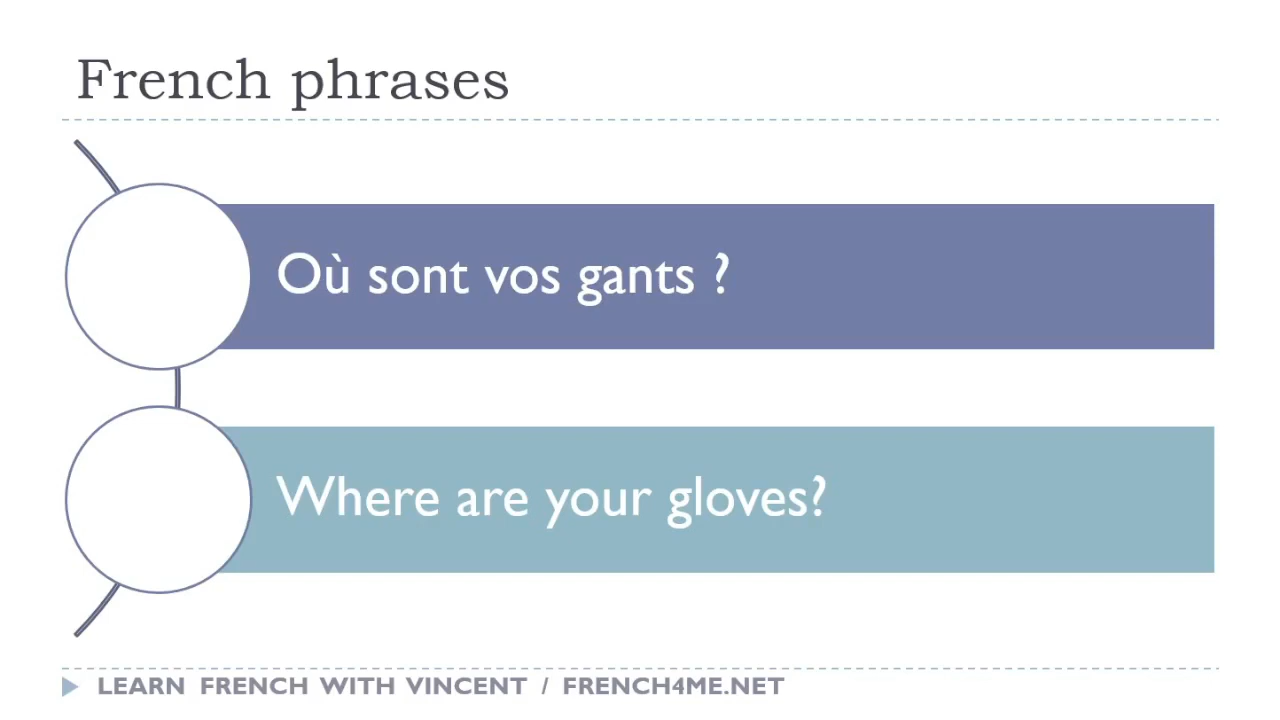 French phrases
Où sont vos gants ?
Where are your gloves?
LEARN FRENCH WITH VINCENT / FRENCH4ME.NET